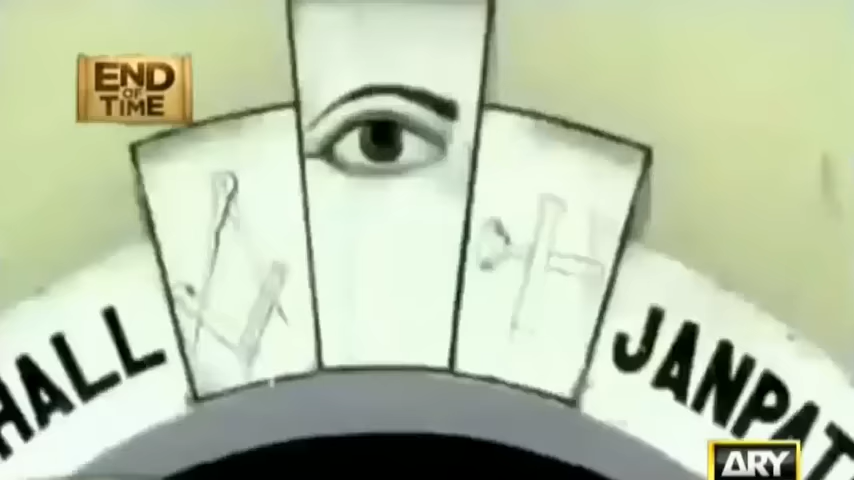 END
OF
TIME
HALL
JANPAT
ARY